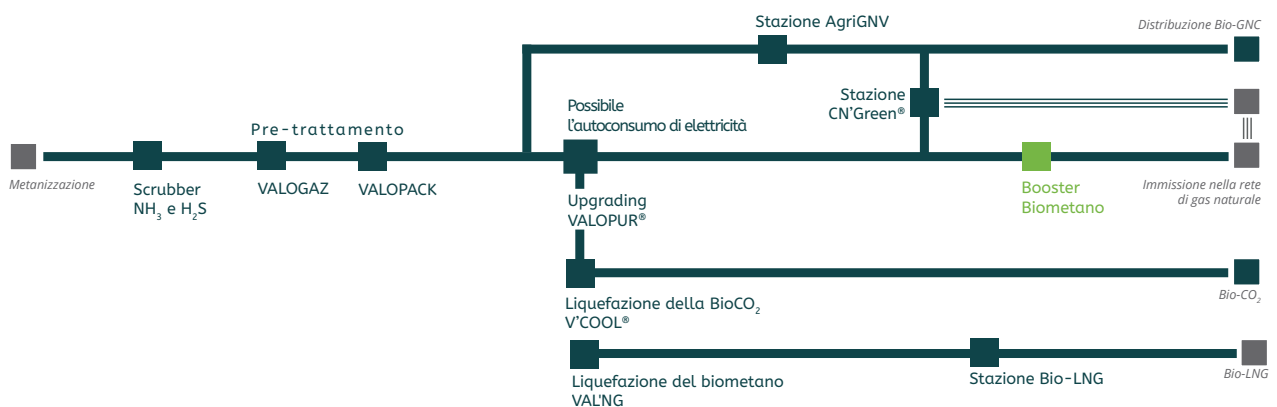 Stazione AgriGNV
Distribuzione Bio-GNC
Stazione
CN'Green®
Possibile
l'autoconsumo di elettricità
Pre-trattamento
Metanizzazione
Scrubber
NH₃ e H₂S
VALOGAZ
VALOPACK
Upgrading
VALOPUR®
Booster
Biometano
Immissione nella rete
di gas naturale
Liquefazione della BioCO₂
V'COOL®
Bio-CO₂
Liquefazione del biometano
VAL'NG
Stazione Bio-LNG
Bio-LNG